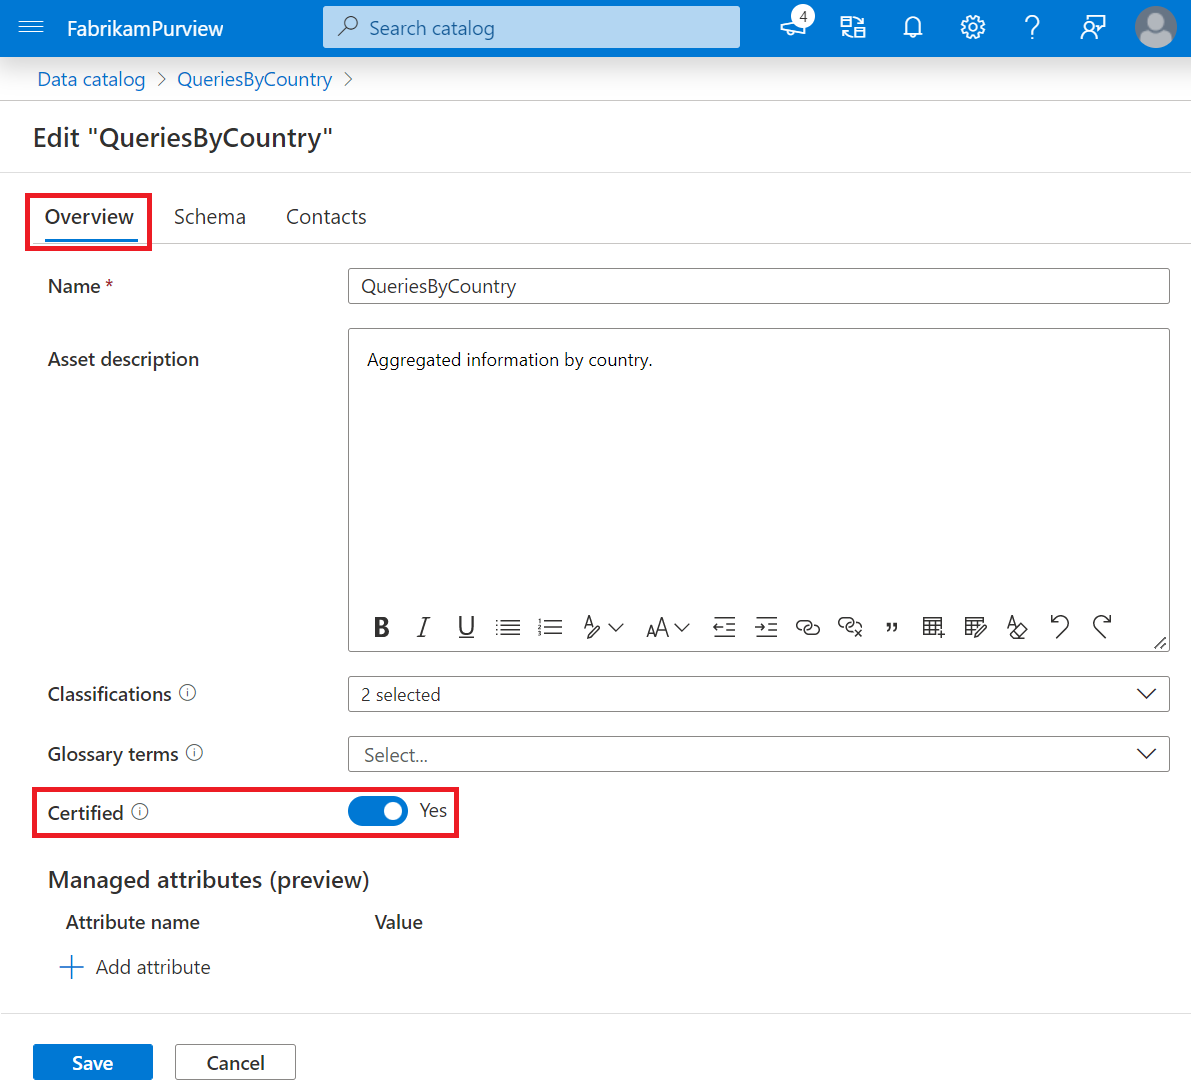 FabrikamPurview
Search catalog
4
Data catalog > QueriesByCountry >
Edit "QueriesByCountry"
Overview Schema Contacts
Name * QueriesByCountry
Asset description Aggregated information by country.
Classifications 2 selected
Glossary terms Select...
Certified Yes
Managed attributes (preview)
Attribute name Value
Add attribute
Save Cancel